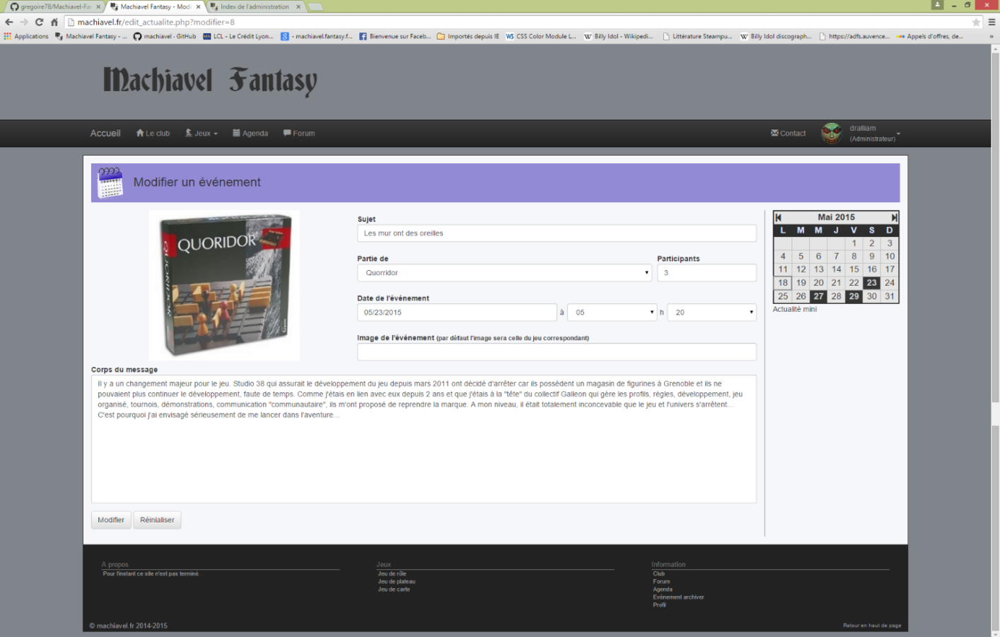 gregoire78/Machiavel-Fan
Machiavel Fantasy - Modi
Index de l'administration
machiavel.fr/edit_actualite.php?modifier=8
Applications Machiavel Fantasy - ... machiavel · GitHub LCL - Le Crédit Lyon... - machiavel.fantasy.f... Bienvenue sur Faceb... Importés depuis IE CSS Color Module L... Billy Idol - Wikipedi... Littérature Steampu... Billy Idol discograph... https://adfs.auvence... Appels d'offres, de... »
Machiavel Fantasy
Accueil Le club Jeux Agenda Forum Contact dralliam
(Administrateur)
Modifier un événement
QUORIDOR
QUORIDOR
Sujet
Les mur ont des oreilles
Partie de Participants
Quorridor 3
Date de l'événement
05/23/2015 à 05 h 20
Image de l'événement (par défaut l'image sera celle du jeu correspondant)
Mai 2015
L M M J V S D
1 2 3
4 5 6 7 8 9 10
11 12 13 14 15 16 17
18 19 20 21 22 23 24
25 26 27 28 29 30 31
Actualité mini
Corps du message
Il y a un changement majeur pour le jeu. Studio 38 qui assurait le développement du jeu depuis mars 2011 ont décidé d'arrêter car ils possèdent un magasin de figurines à Grenoble et ils ne
pouvaient plus continuer le développement, faute de temps. Comme j'étais en lien avec eux depuis 2 ans et que j'étais à la "tête" du collectif Galleon qui gère les profils, règles, développement, jeu
organisé, tournois, démonstrations, communication "communautaire", ils m'ont proposé de reprendre la marque. A mon niveau, il était totalement inconcevable que le jeu et l'univers s'arrêtent...
C'est pourquoi j'ai envisagé sérieusement de me lancer dans l'aventure...
Modifier Réinialiser
A propos
Pour l'instant ce site n'est pas terminé.
Jeux
Jeu de rôle
Jeu de plateau
Jeu de carte
Information
Club
Forum
Agenda
Evénement archiver
Profil
© machiavel.fr 2014-2015
Retour en haut de page